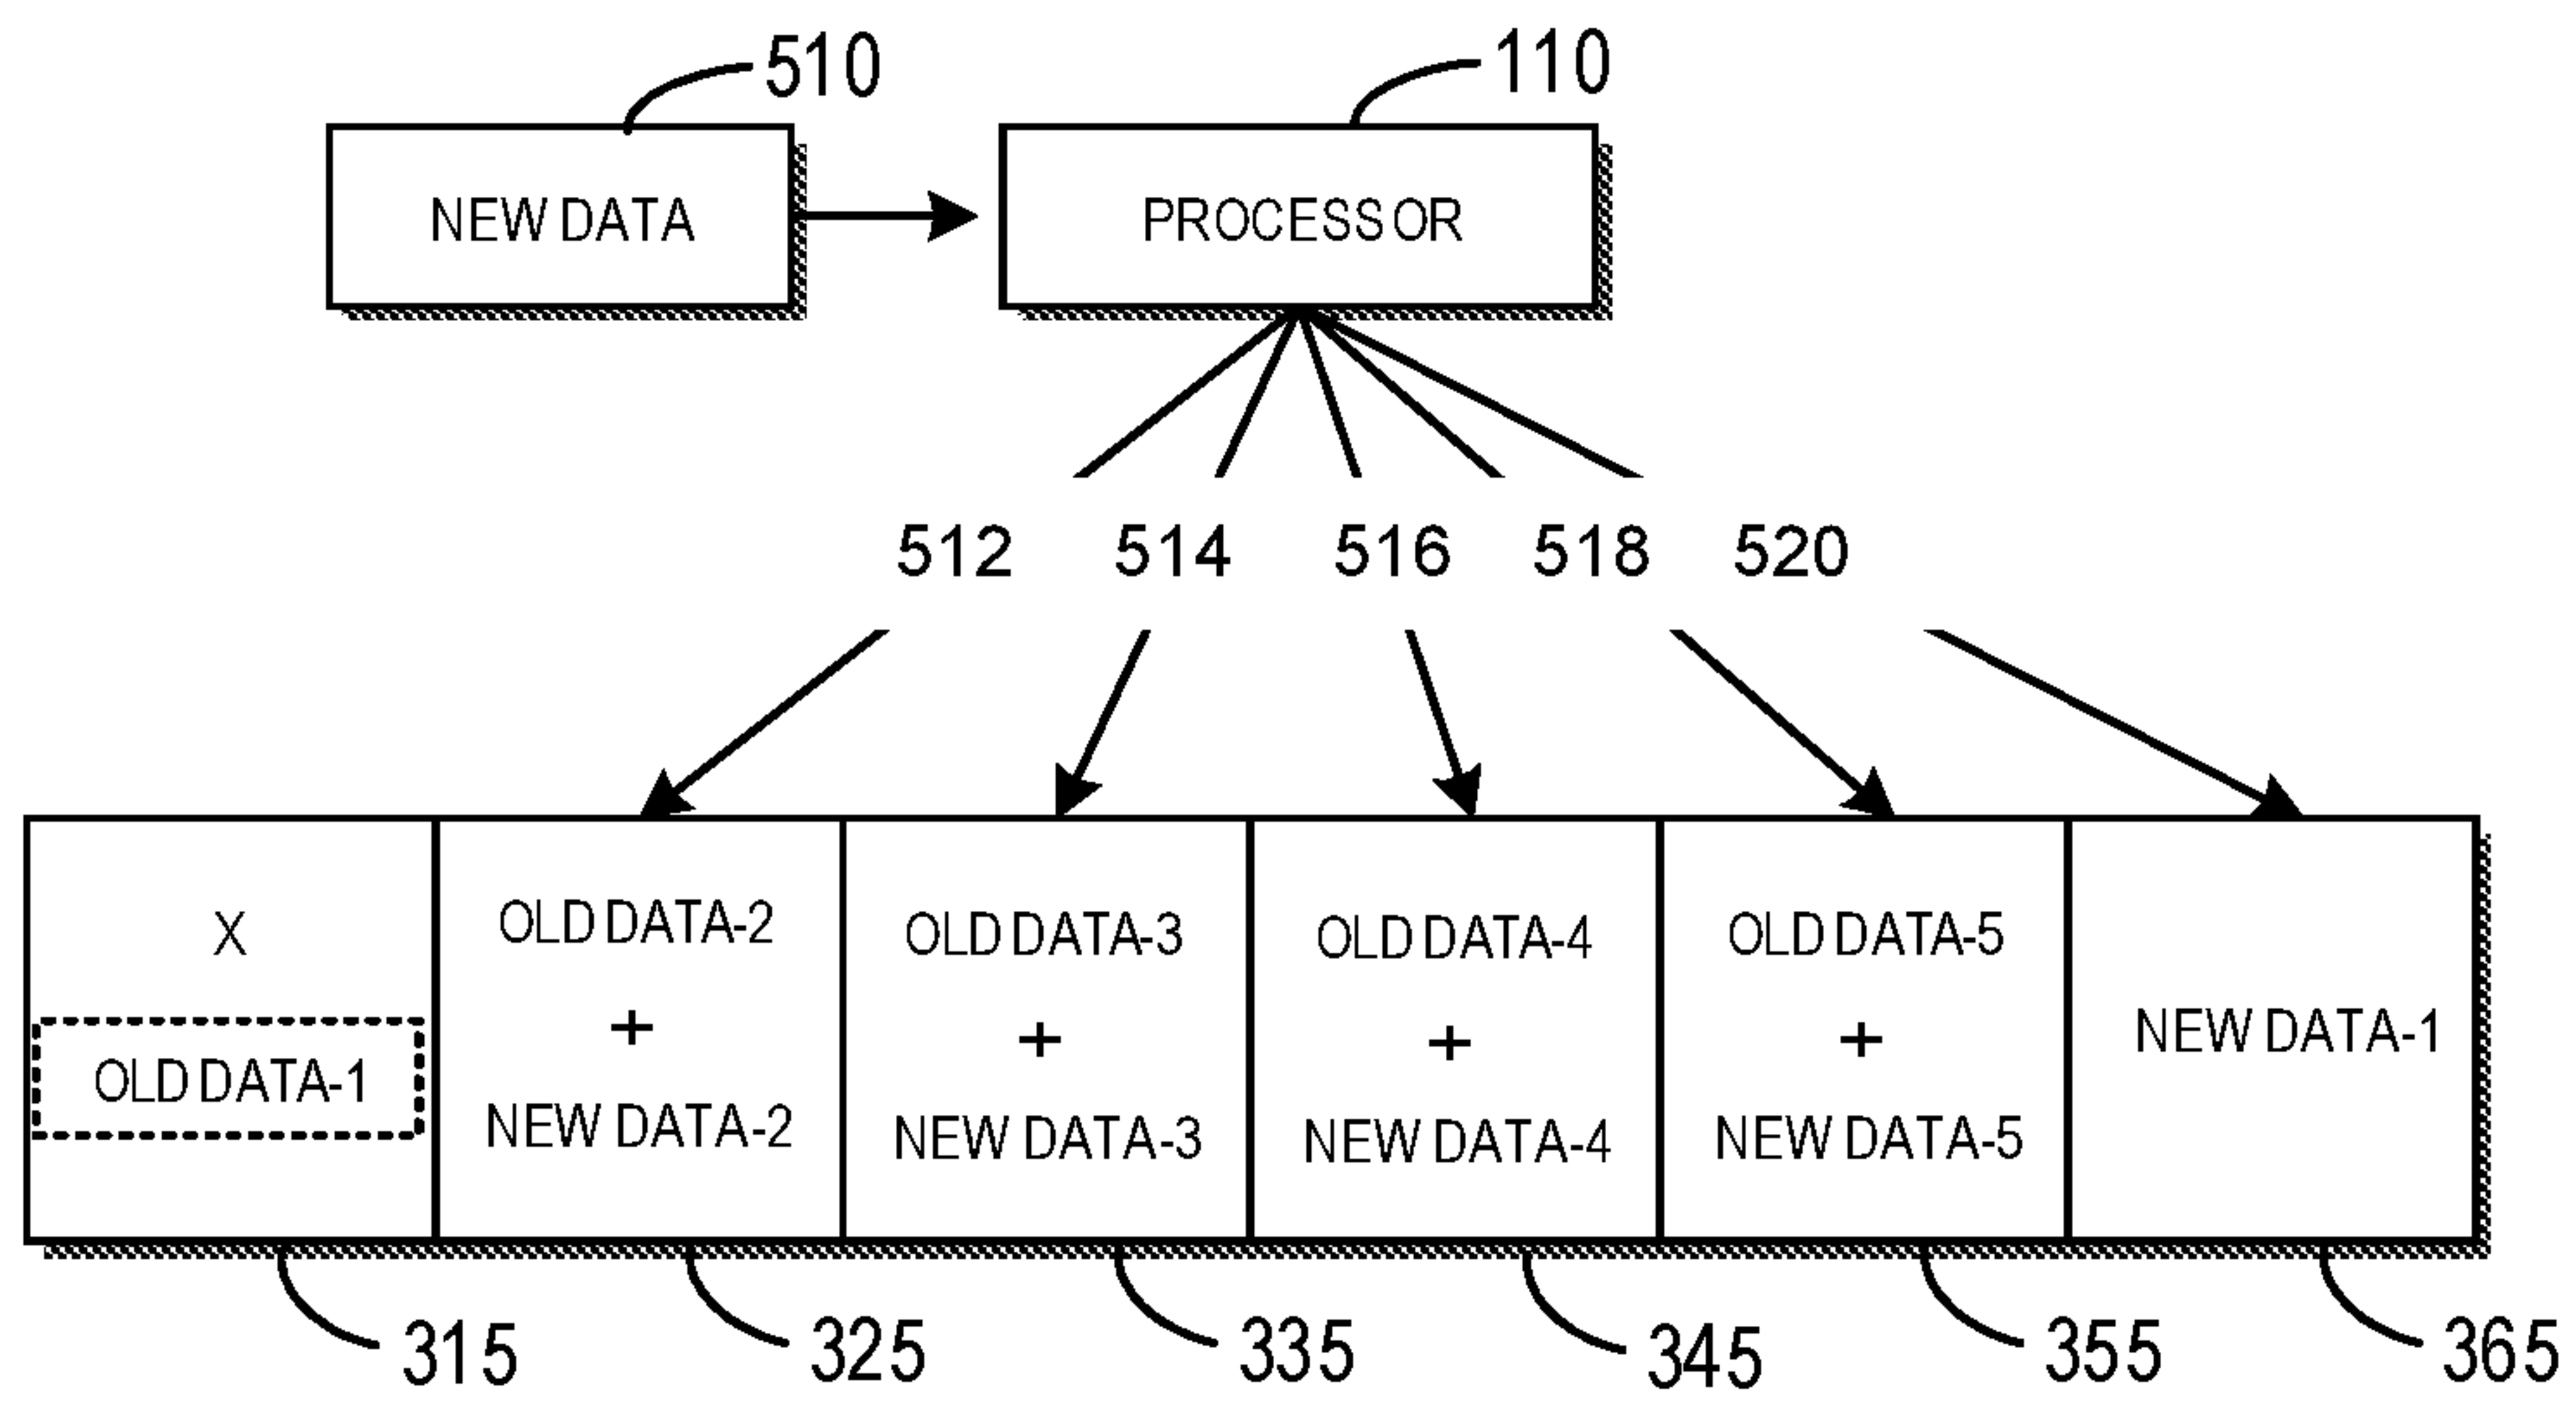 510
110
NEW DATA
PROCESSOR
512 514 516 518 520
X
OLD DATA-1
OLD DATA-2
+
NEW DATA-2
OLD DATA-3
+
NEW DATA-3
OLD DATA-4
+
NEW DATA-4
OLD DATA-5
+
NEW DATA-5
NEW DATA-1
315 325 335 345 355 365